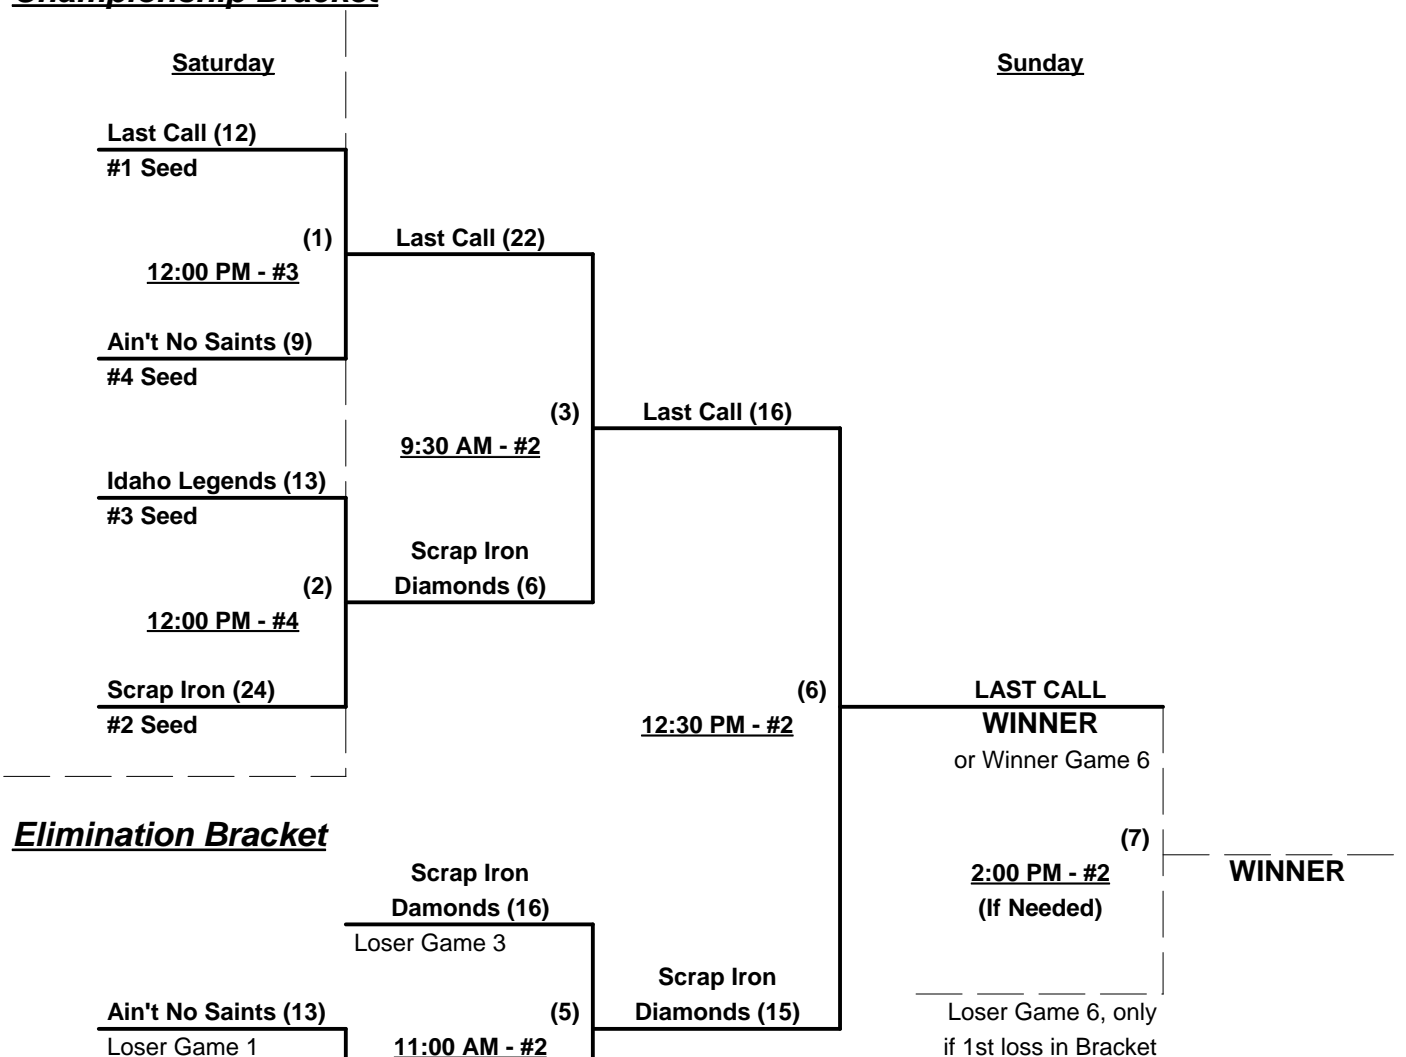 Championship Bracket
Saturday
Sunday
Last Call (12)
#1 Seed
(1)
Last Call (22)
12:00 PM - #3
Ain't No Saints (9)
#4 Seed
(3)
Last Call (16)
9:30 AM - #2
Idaho Legends (13)
#3 Seed
Scrap Iron
(2)
Diamonds (6)
12:00 PM - #4
Scrap Iron (24)
(6)
LAST CALL
#2 Seed
12:30 PM - #2
WINNER
or Winner Game 6
Elimination Bracket
(7)
Scrap Iron
2:00 PM - #2
WINNER
Damonds (16)
(If Needed)
Loser Game 3
Scrap Iron
Ain't No Saints (13)
(5)
Diamonds (15)
Loser Game 6, only
Loser Game 1
11:00 AM - #2
if 1st loss in Bracket